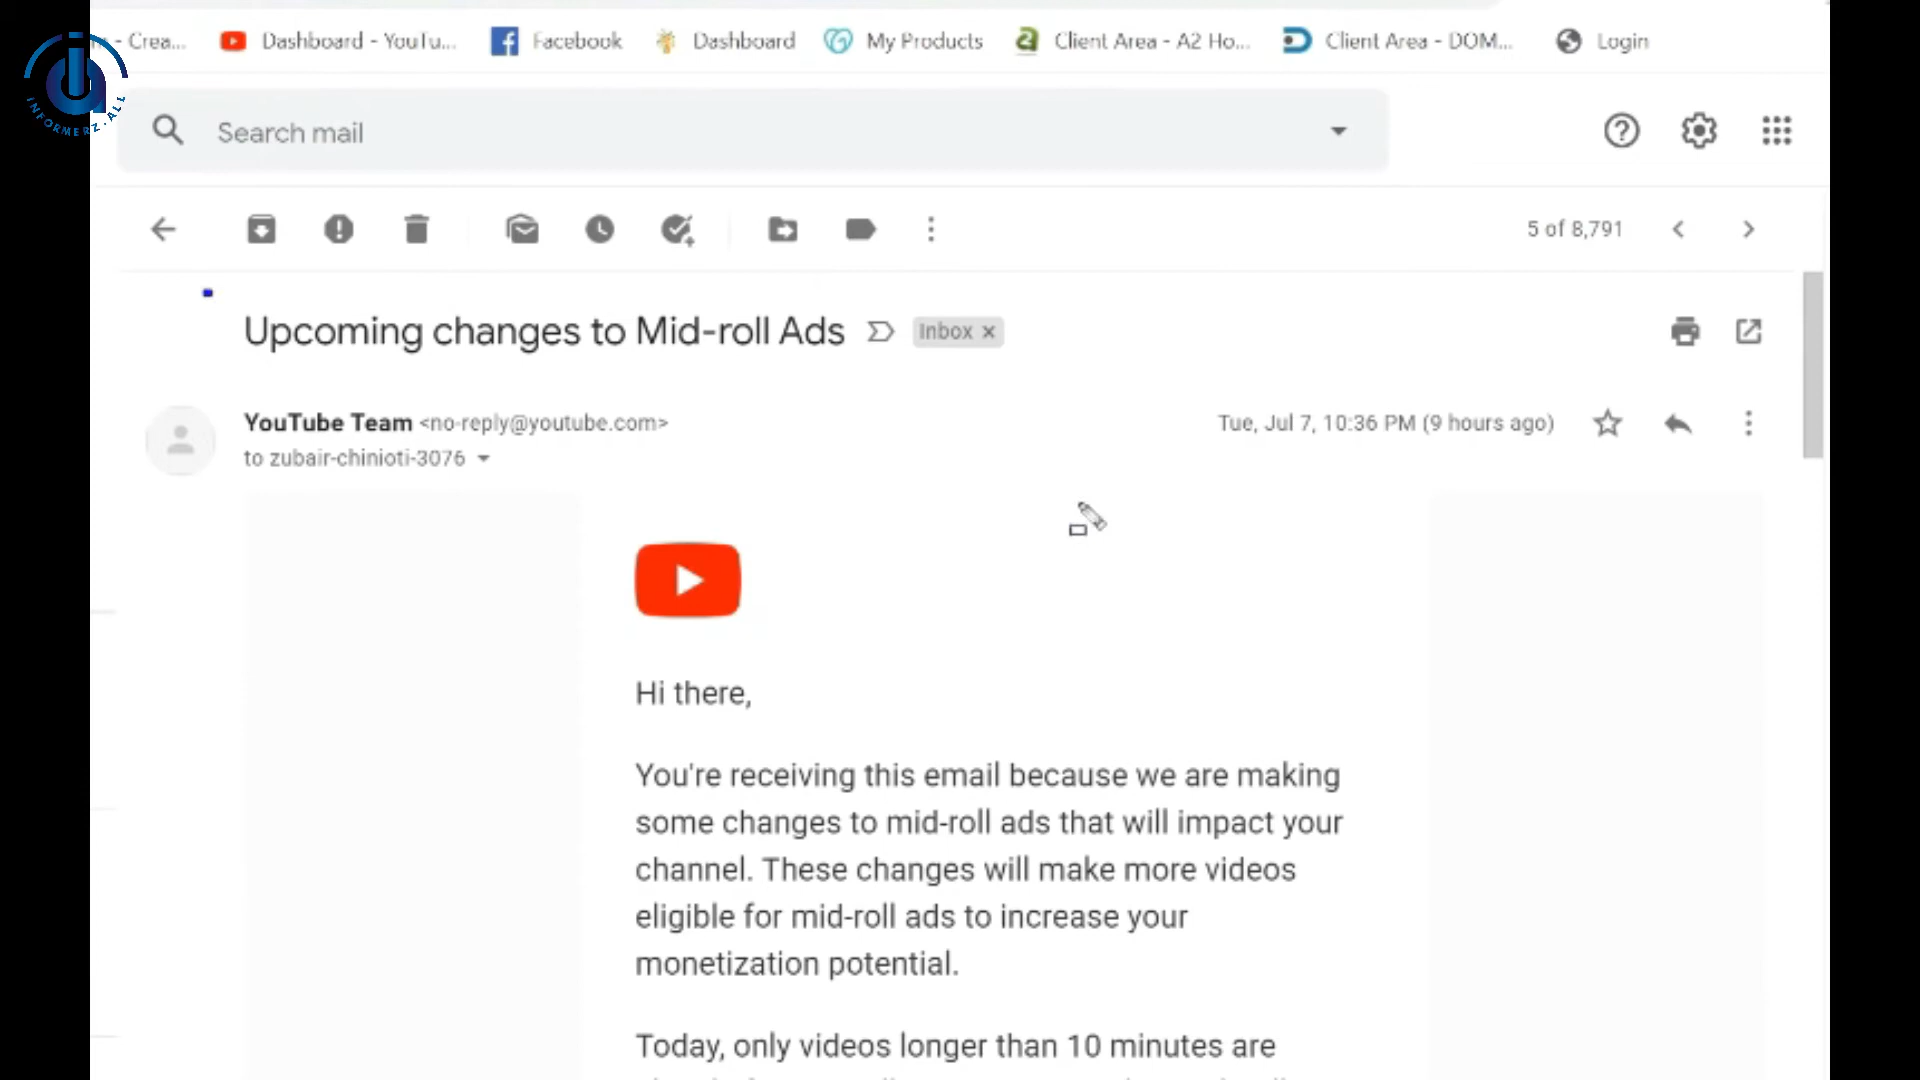 - Crea...
Dashboard - YouTu...
Facebook
Dashboard
My Products
Client Area - A2 Ho...
Client Area - DOM...
Login
INFORMERZ.ALL
Search mail
5 of 8,791
Upcoming changes to Mid-roll Ads
Inbox ×
YouTube Team <no-reply@youtube.com>
Tue, Jul 7, 10:36 PM (9 hours ago)
to zubair-chinioti-3076
Hi there,
You're receiving this email because we are making
some changes to mid-roll ads that will impact your
channel. These changes will make more videos
eligible for mid-roll ads to increase your
monetization potential.
Today, only videos longer than 10 minutes are